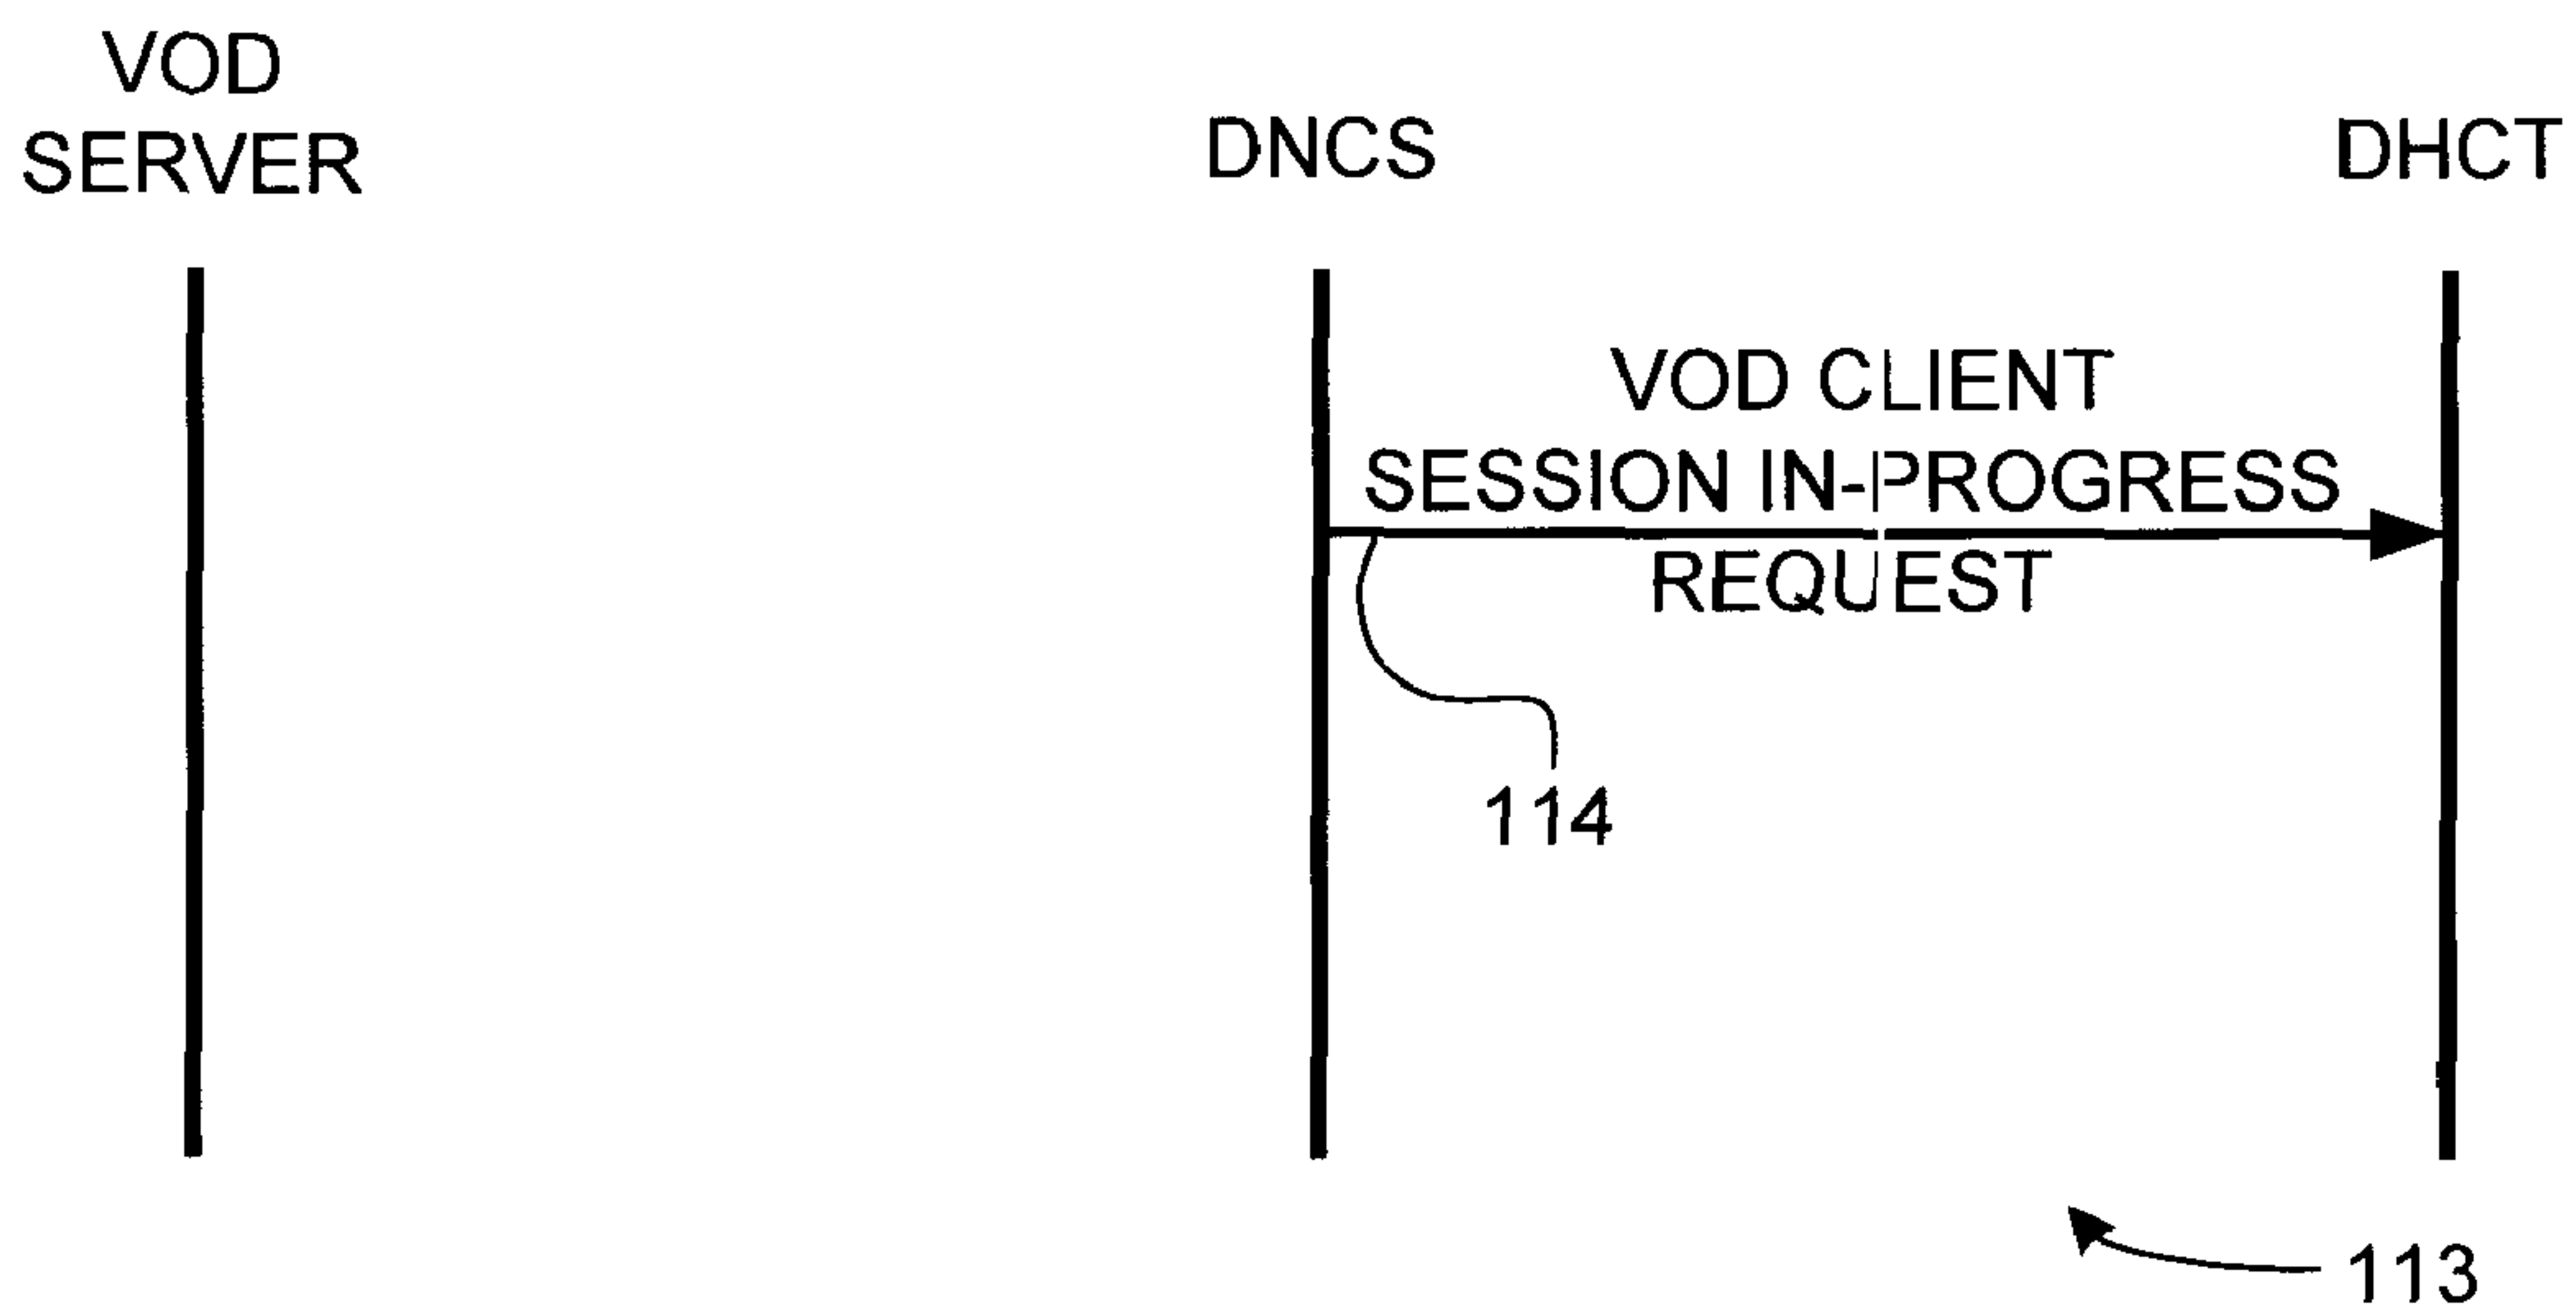 VOD
SERVER
DNCS
DHCT
VOD CLIENT
SESSION IN-PROGRESS
REQUEST
114
113